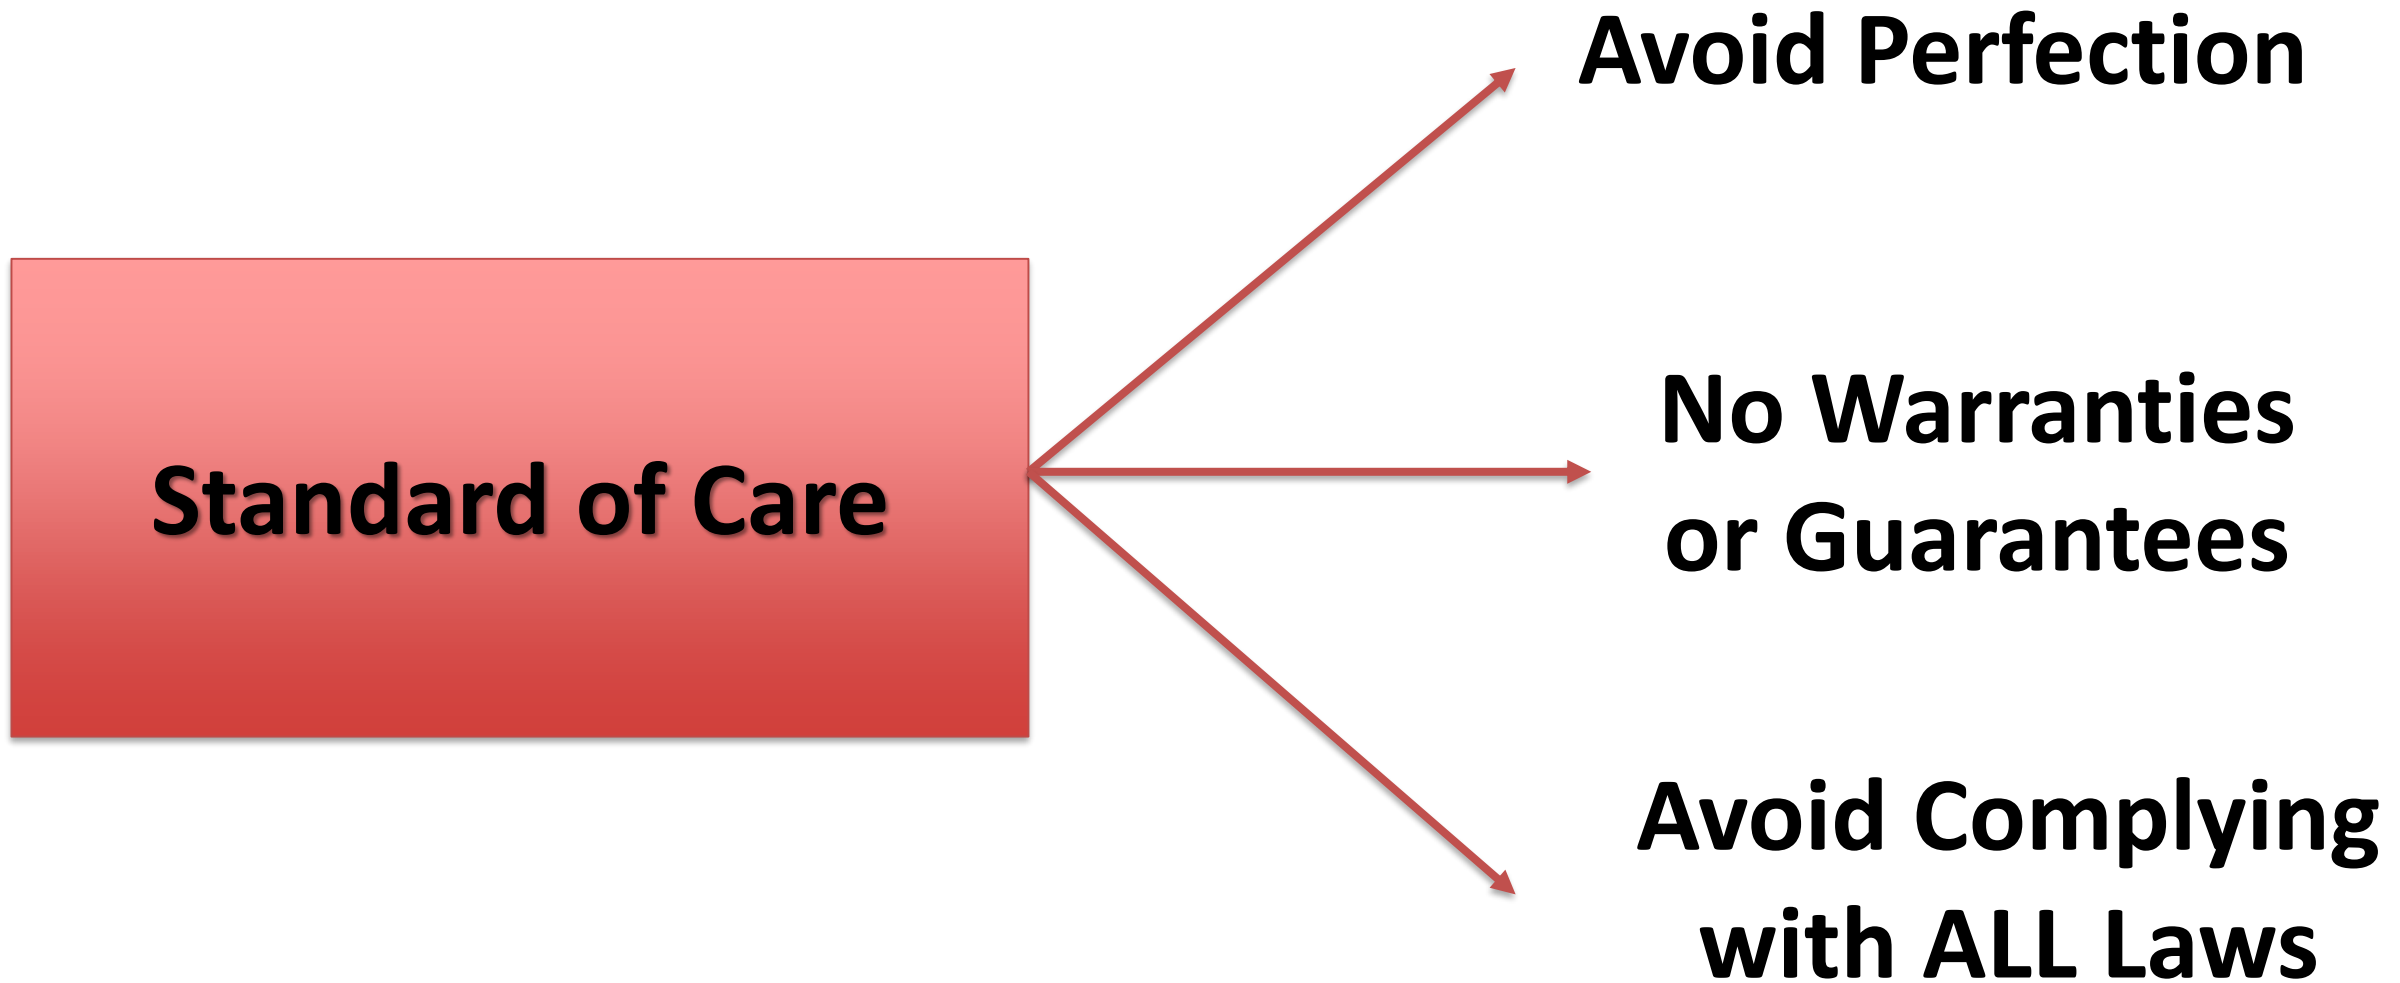 Standard of Care
Avoid Perfection
No Warranties
or Guarantees
Avoid Complying
with ALL Laws